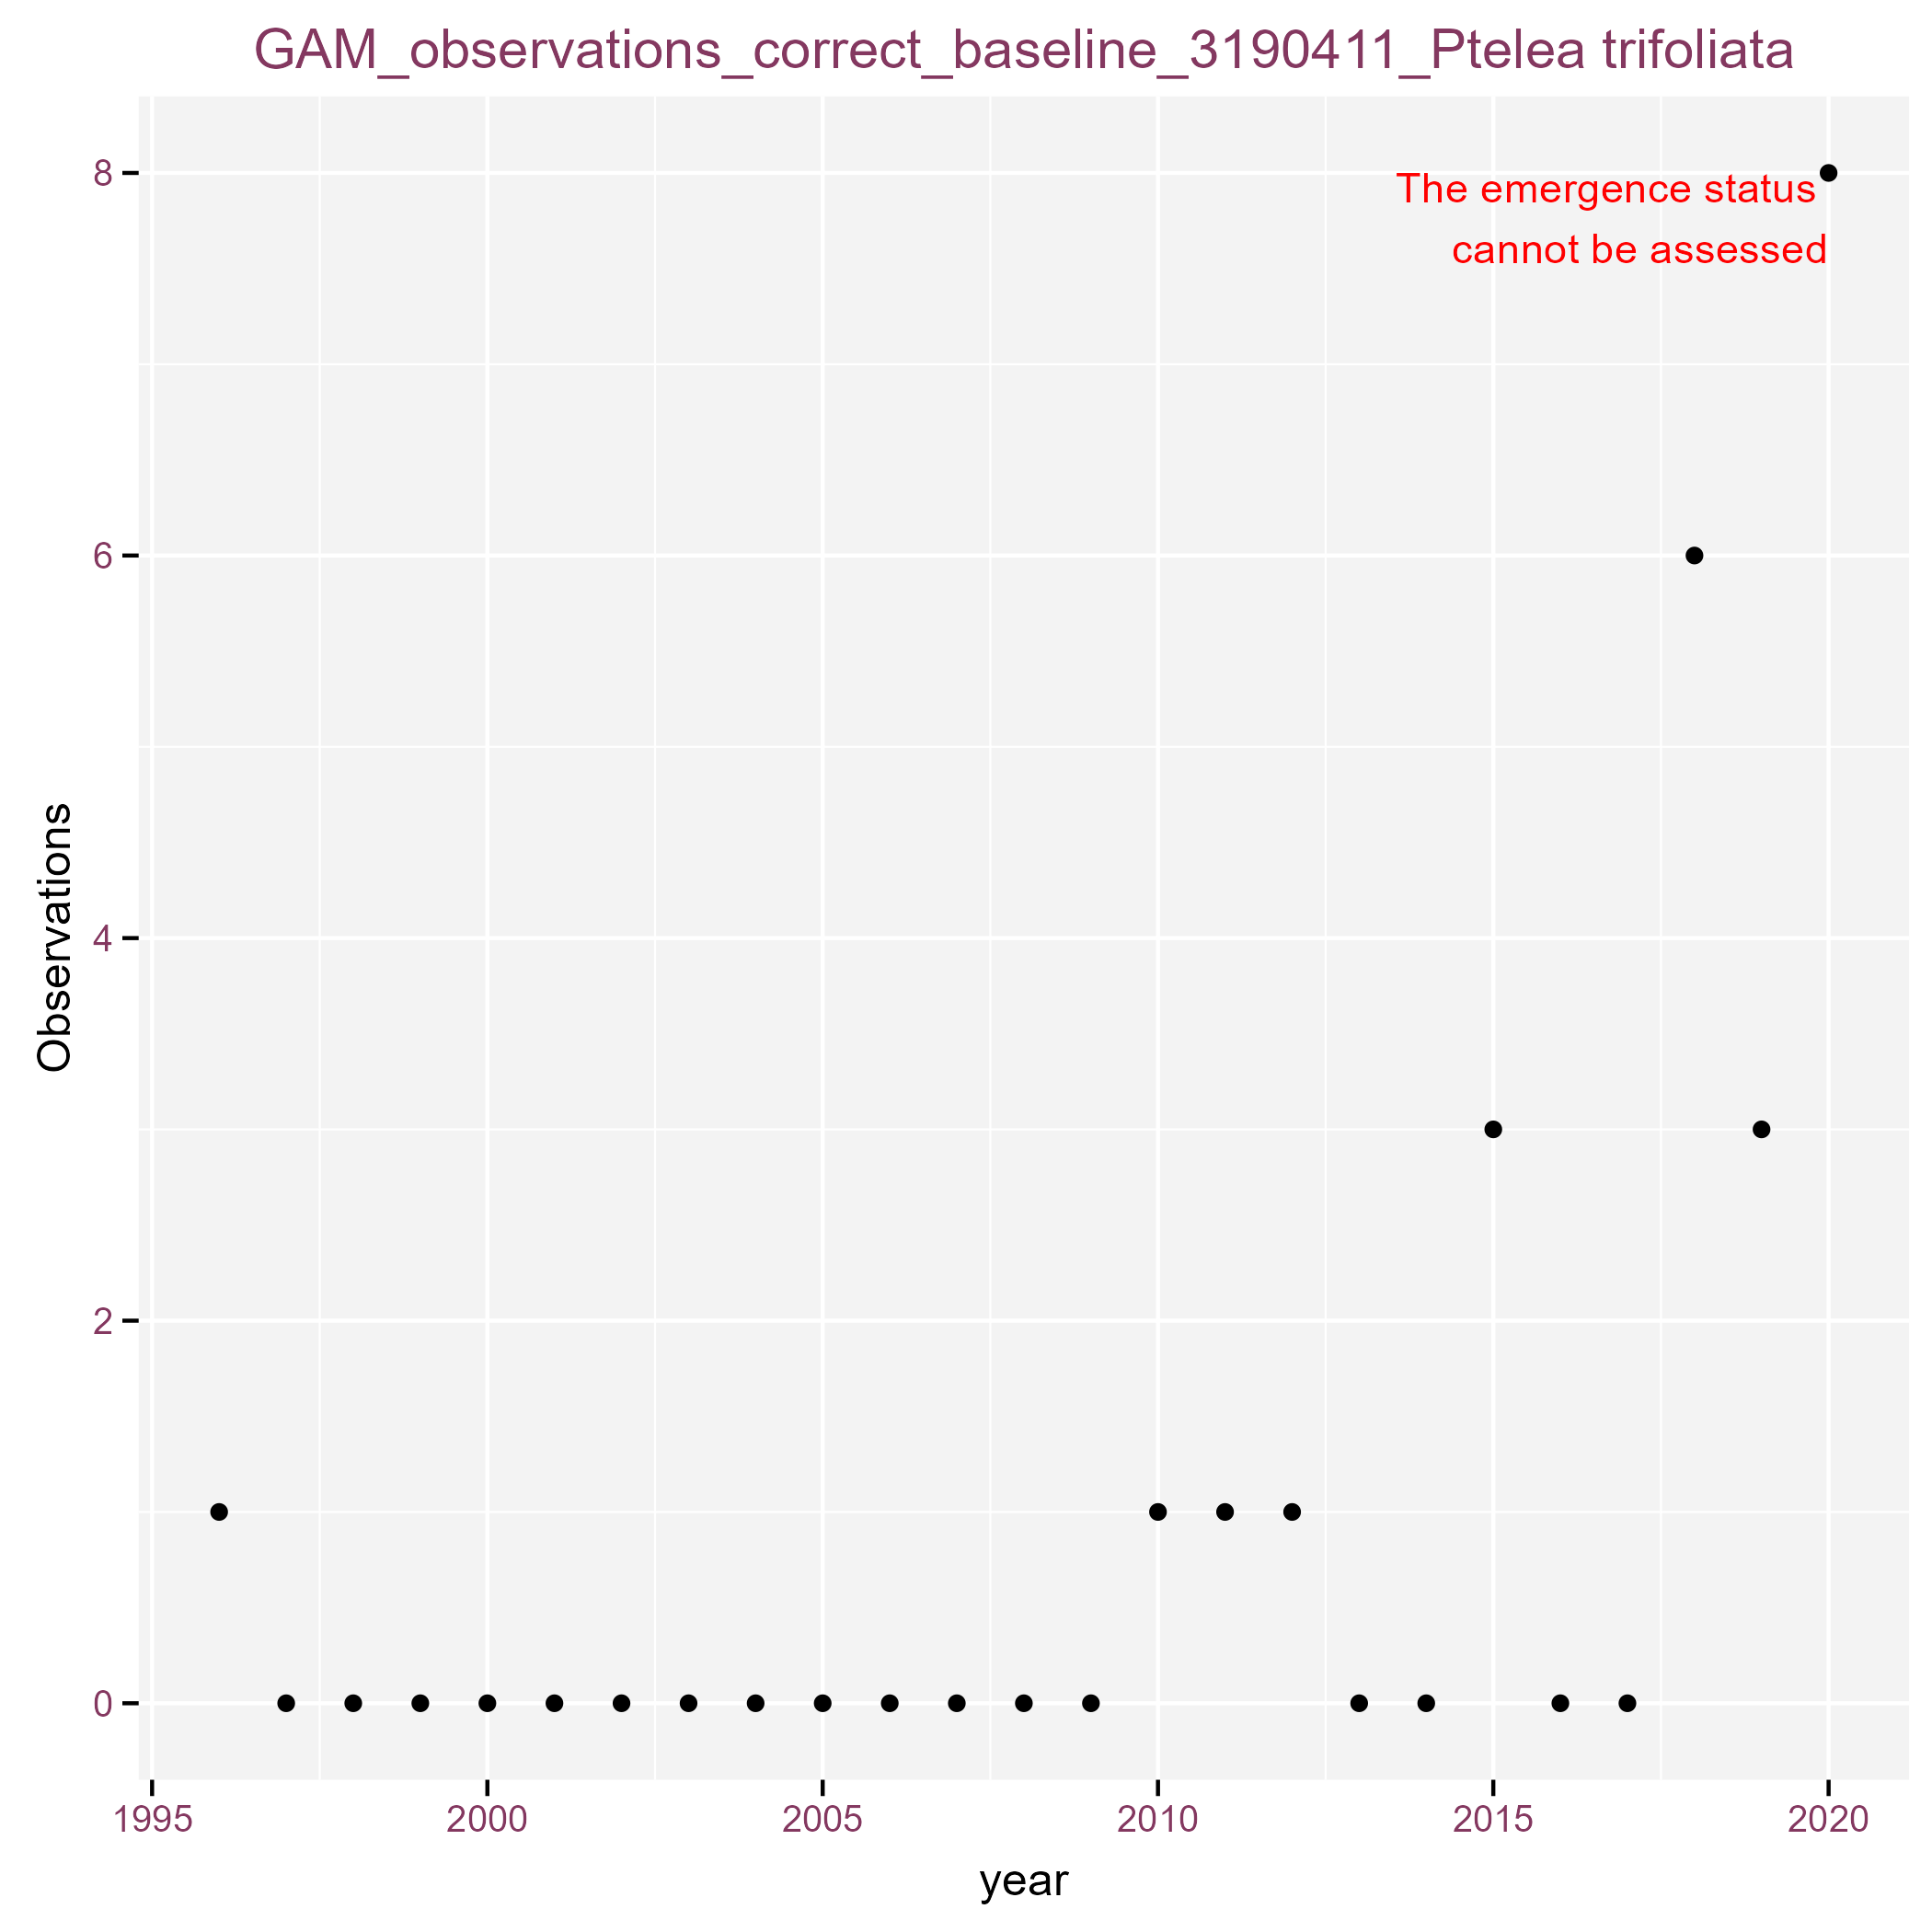 GAM_observations_correct_baseline_3190411_Ptelea trifoliata
8
The emergence status
cannot be assessed
6
4
2
0
Observations
1995 2000 2005 2010 2015 2020
year